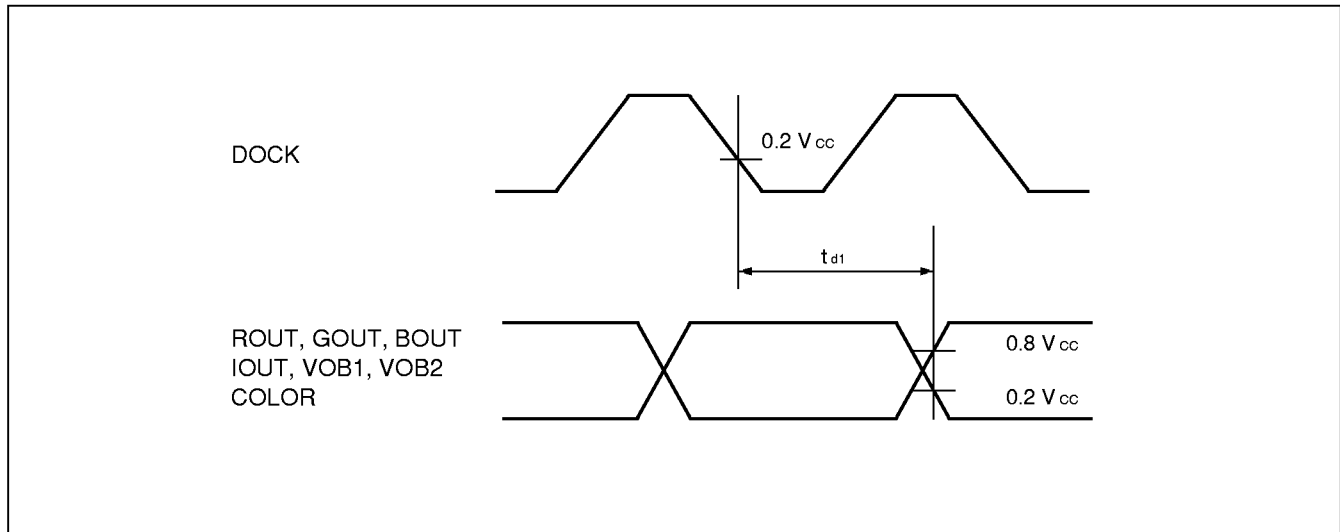 DOCK
0.2 Vcc
td1
ROUT, GOUT, BOUT
IOUT, VOB1, VOB2
COLOR
0.8 Vcc
0.2 Vcc